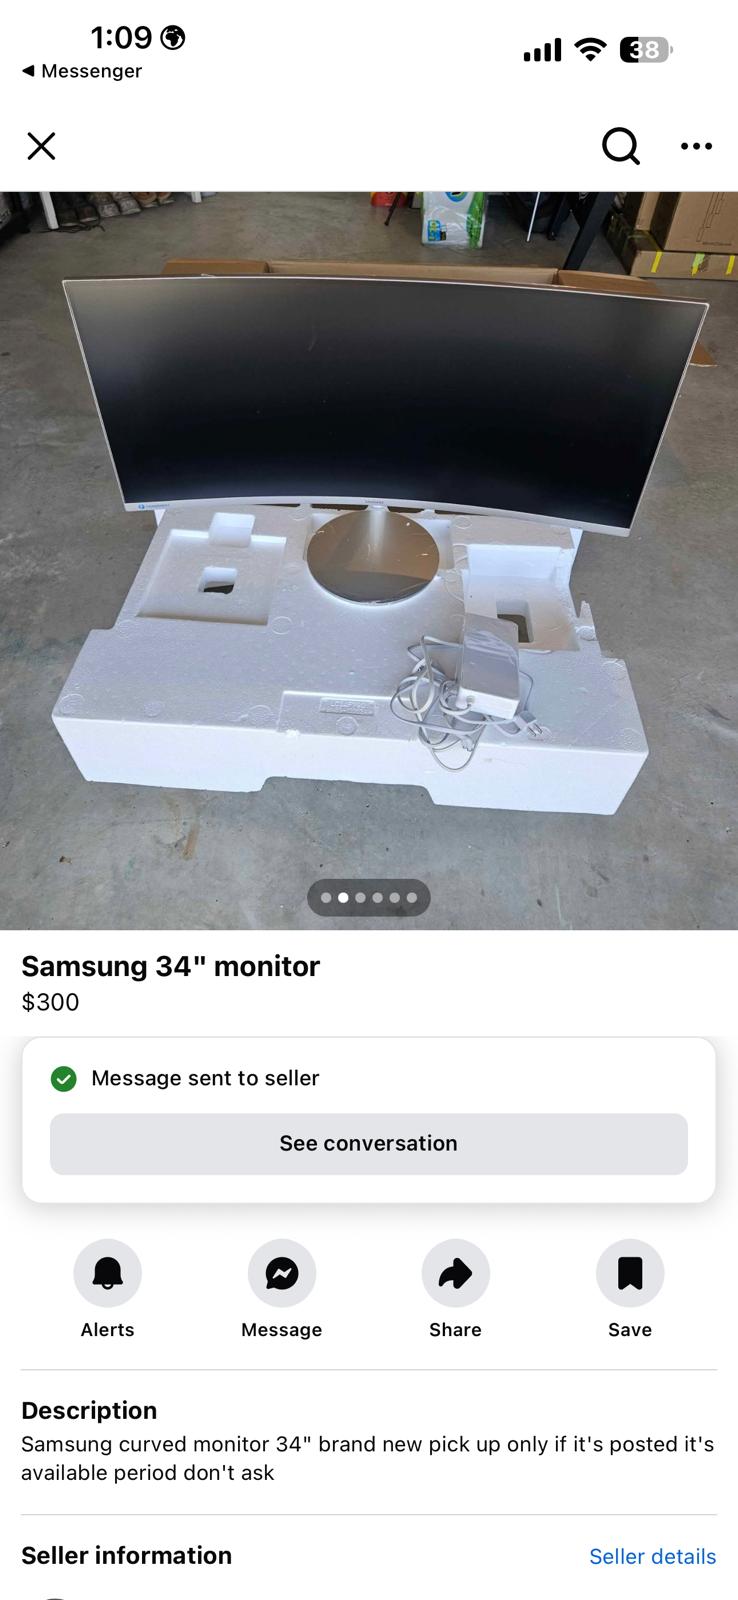 1:09
38
◀ Messenger
Samsung 34" monitor
$300
Message sent to seller
See conversation
Alerts
Message
Share
Save
Description
Samsung curved monitor 34" brand new pick up only if it's posted it's
available period don't ask
Seller information
Seller details